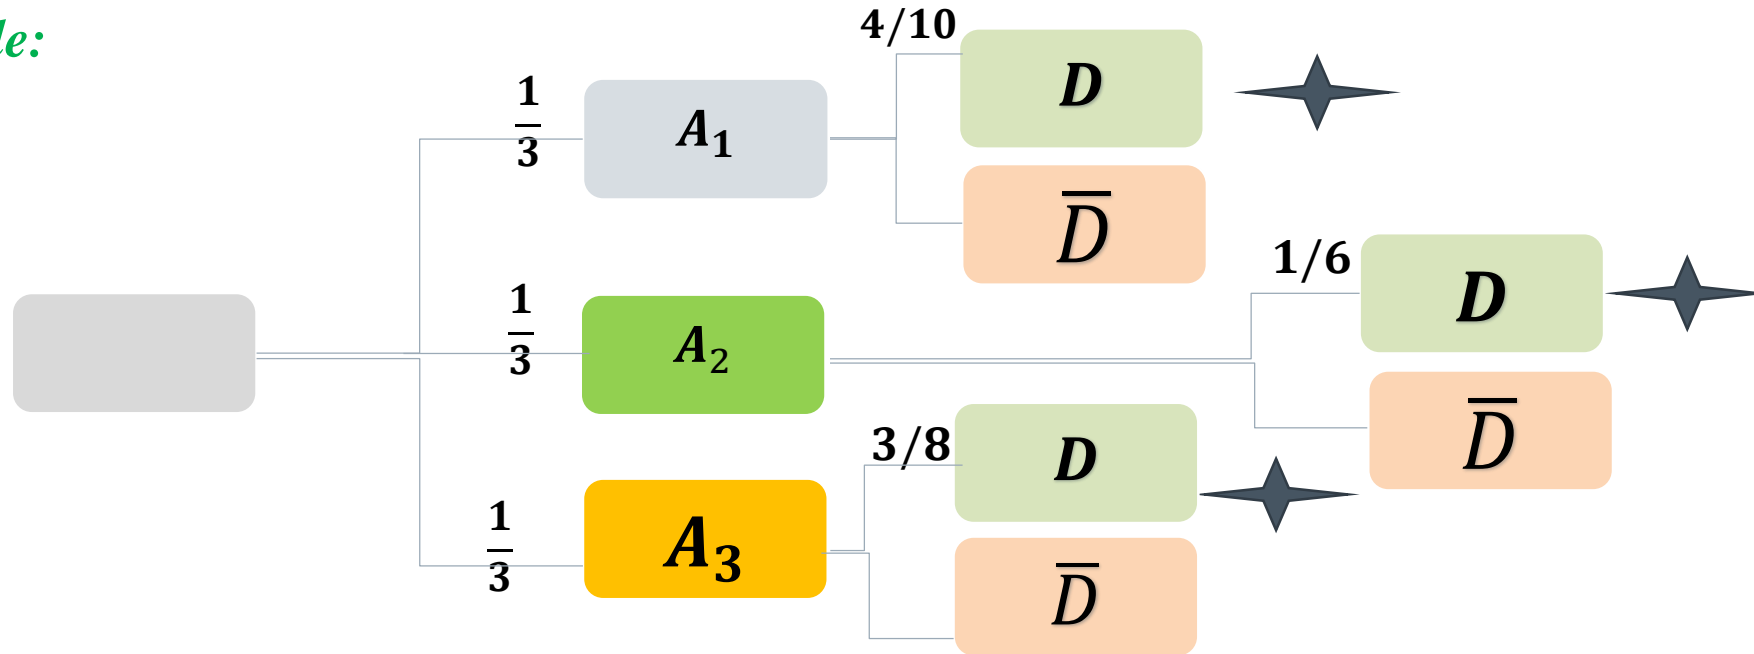 le:
4/10
D
1/3
A₁
D̅
1/6
D
1/3
A₂
D̅
3/8
D
1/3
A₃
D̅